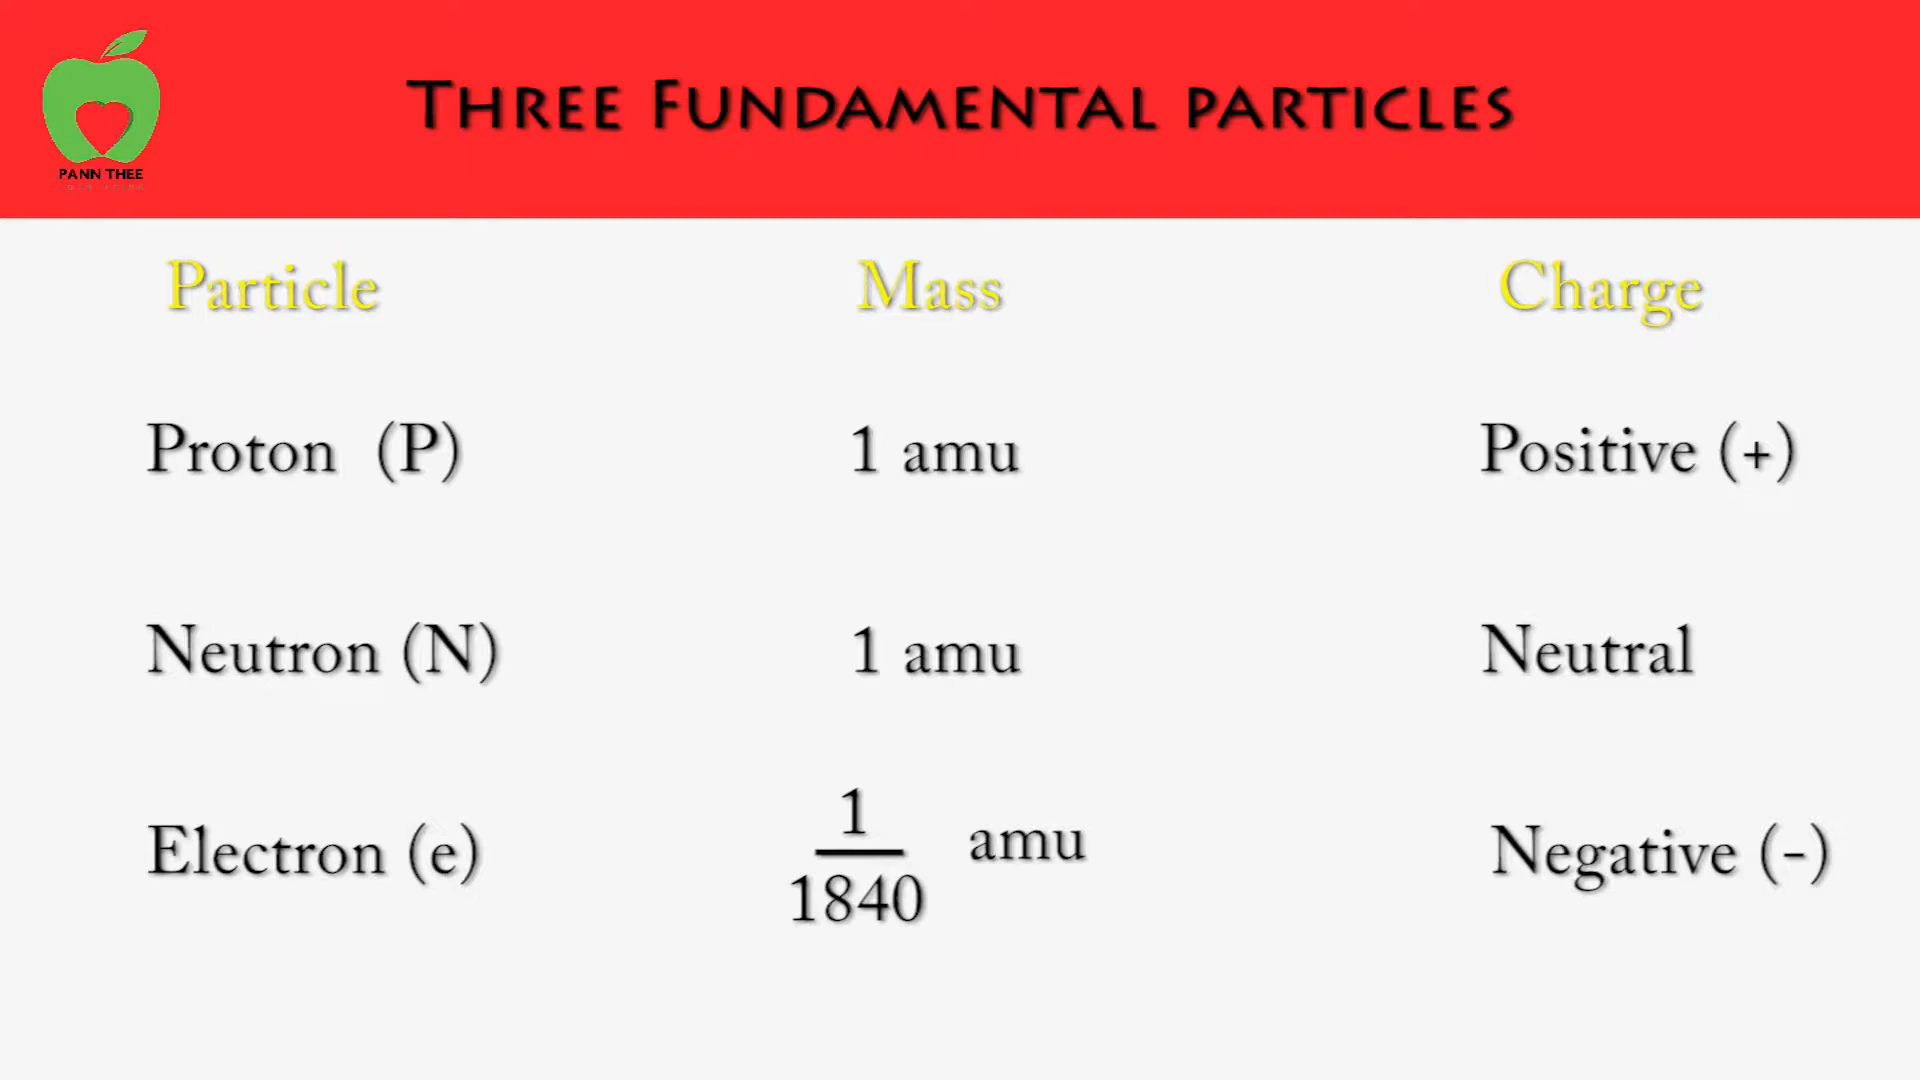 PANN THEE
THREE FUNDAMENTAL PARTICLES
Particle Mass Charge
Proton (P) 1 amu Positive (+)
Neutron (N) 1 amu Neutral
Electron (e) 1/1840 amu Negative (-)